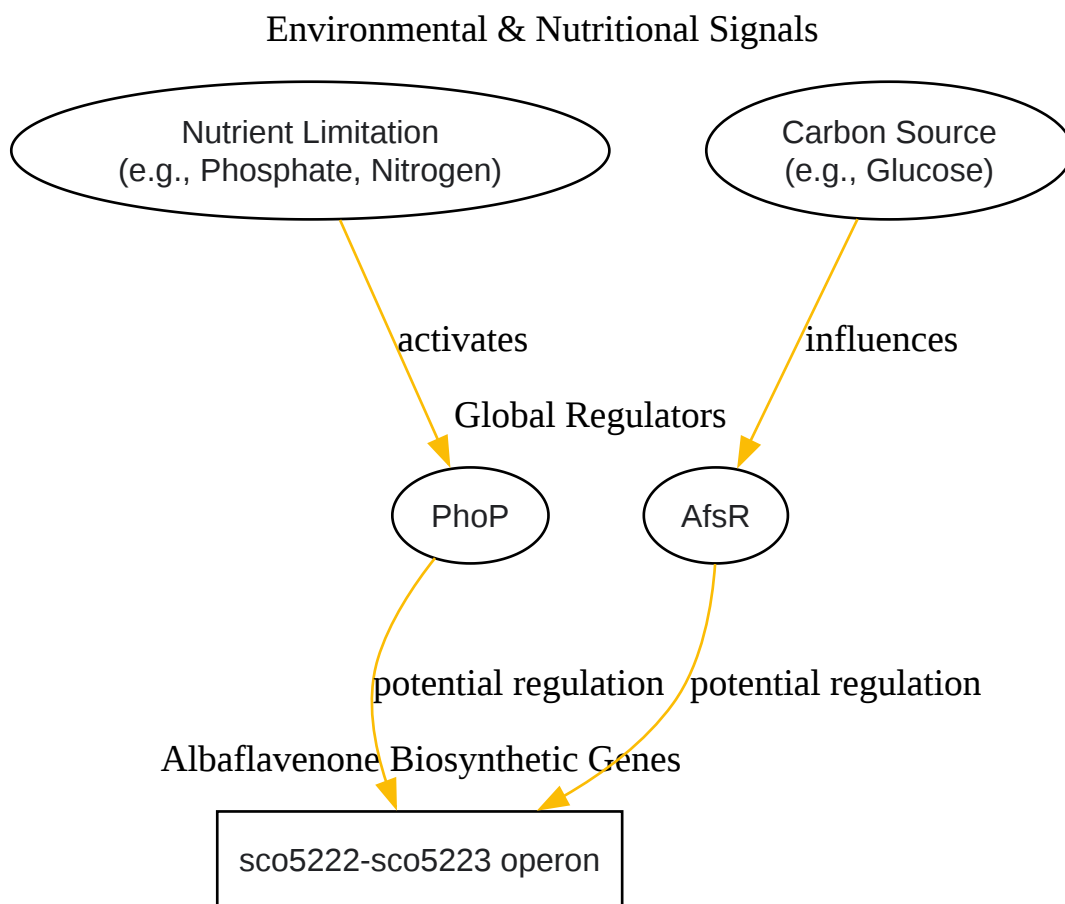 Environmental & Nutritional Signals
Nutrient Limitation
(e.g., Phosphate, Nitrogen)
Carbon Source
(e.g., Glucose)
activates
influences
Global Regulators
PhoP
AfsR
potential regulation
potential regulation
Albaflavenone Biosynthetic Genes
sco5222-sco5223 operon